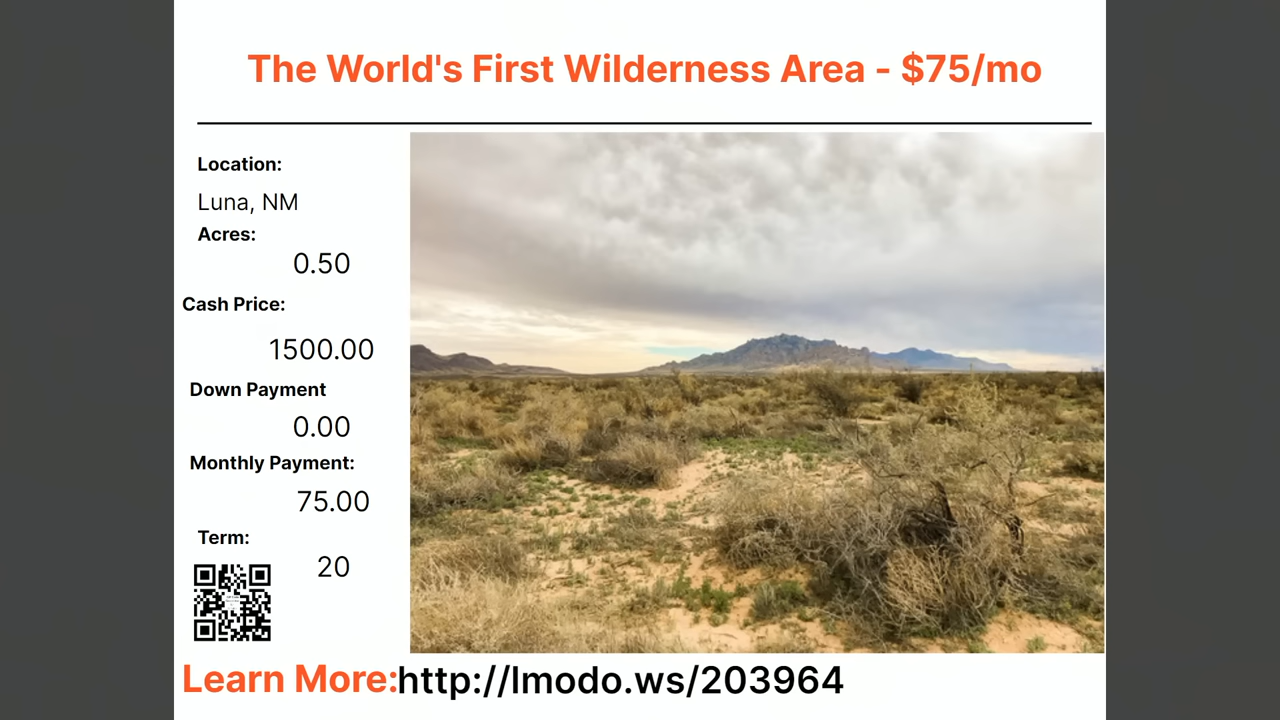 The World's First Wilderness Area - $75/mo
Location:
Luna, NM
Acres:
0.50
Cash Price:
1500.00
Down Payment
0.00
Monthly Payment:
75.00
Term:
20
Learn More:http://lmodo.ws/203964